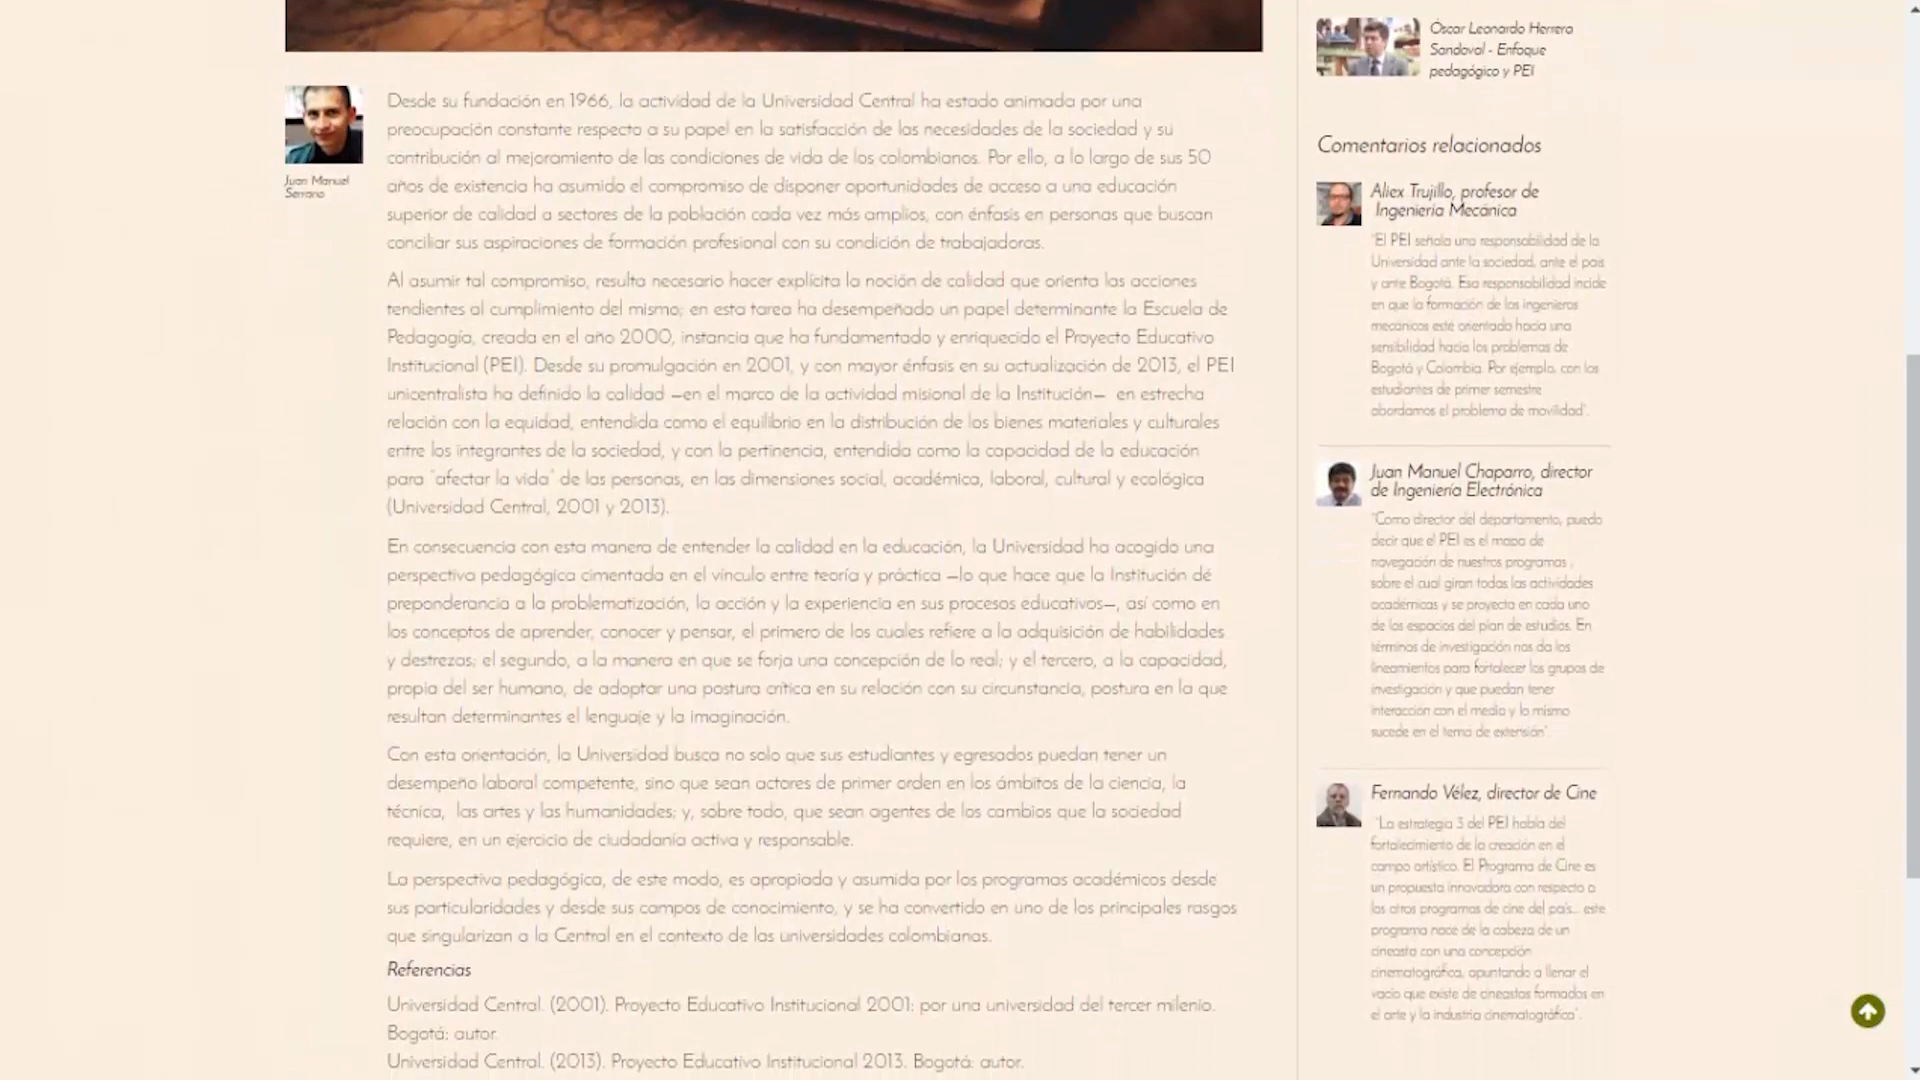 Juan Manuel
Serrano
Desde su fundación en 1966, la actividad de la Universidad Central ha estado animada por una
preocupación constante respecto a su papel en la satisfacción de las necesidades de la sociedad y su
contribución al mejoramiento de las condiciones de vida de los colombianos. Por ello, a lo largo de sus 50
años de existencia ha asumido el compromiso de disponer oportunidades de acceso a una educación
superior de calidad a sectores de la población cada vez más amplios, con énfasis en personas que buscan
conciliar sus aspiraciones de formación profesional con su condición de trabajadoras.
Al asumir tal compromiso, resulta necesario hacer explícita la noción de calidad que orienta las acciones
tendientes al cumplimiento del mismo; en esta tarea ha desempeñado un papel determinante la Escuela de
Pedagogía, creada en el año 2000, instancia que ha fundamentado y enriquecido el Proyecto Educativo
Institucional (PEI). Desde su promulgación en 2001, y con mayor énfasis en su actualización de 2013, el PEI
unicentralista ha definido la calidad —en el marco de la actividad misional de la Institución— en estrecha
relación con la equidad, entendida como el equilibrio en la distribución de los bienes materiales y culturales
entre los integrantes de la sociedad, y con la pertinencia, entendida como la capacidad de la educación
para “afectar la vida” de las personas, en las dimensiones social, académica, laboral, cultural y ecológica
(Universidad Central, 2001 y 2013).
En consecuencia con esta manera de entender la calidad en la educación, la Universidad ha acogido una
perspectiva pedagógica cimentada en el vínculo entre teoría y práctica —lo que hace que la Institución dé
preponderancia a la problematización, la acción y la experiencia en sus procesos educativos—, así como en
los conceptos de aprender, conocer y pensar, el primero de los cuales refiere a la adquisición de habilidades
y destrezas; el segundo, a la manera en que se forja una concepción de lo real; y el tercero, a la capacidad,
propia del ser humano, de adoptar una postura crítica en su relación con su circunstancia, postura en la que
resultan determinantes el lenguaje y la imaginación.
Con esta orientación, la Universidad busca no solo que sus estudiantes y egresados puedan tener un
desempeño laboral competente, sino que sean actores de primer orden en los ámbitos de la ciencia, la
técnica, las artes y las humanidades; y, sobre todo, que sean agentes de los cambios que la sociedad
requiere, en un ejercicio de ciudadanía activa y responsable.
La perspectiva pedagógica, de este modo, es apropiada y asumida por los programas académicos desde
sus particularidades y desde sus campos de conocimiento, y se ha convertido en uno de los principales rasgos
que singularizan a la Central en el contexto de las universidades colombianas.
Referencias
Universidad Central. (2001). Proyecto Educativo Institucional 2001: por una universidad del tercer milenio.
Bogotá: autor.
Universidad Central. (2013). Proyecto Educativo Institucional 2013. Bogotá: autor.
Óscar Leonardo Herrera
Sandoval - Enfoque
pedagógico y PEI
Comentarios relacionados
Aliex Trujillo, profesor de
Ingeniería Mecánica
“El PEI señala una responsabilidad de la
Universidad ante la sociedad, ante el país
y ante Bogotá. Esa responsabilidad incide
en que la formación de los ingenieros
mecánicos esté orientada hacia una
sensibilidad hacia los problemas de
Bogotá y Colombia. Por ejemplo, con los
estudiantes de primer semestre
abordamos el problema de movilidad”.
Juan Manuel Chaparro, director
de Ingeniería Electrónica
“Como director del departamento, puedo
decir que el PEI es el mapa de
navegación de nuestros programas ,
sobre el cual giran todas las actividades
académicas y se proyecta en cada uno
de los espacios del plan de estudios. En
términos de investigación nos da los
lineamientos para fortalecer los grupos de
investigación y que puedan tener
interacción con el medio y lo mismo
sucede en el tema de extensión”.
Fernando Vélez, director de Cine
“La estrategia 3 del PEI habla del
fortalecimiento de la creación en el
campo artístico. El Programa de Cine es
un propuesta innovadora con respecto a
los otros programas de cine del país... este
programa nace de la cabeza de un
cineasta con una concepción
cinematográfica, apuntando a llenar el
vacío que existe de cineastas formados en
el arte y la industria cinematográfica”.